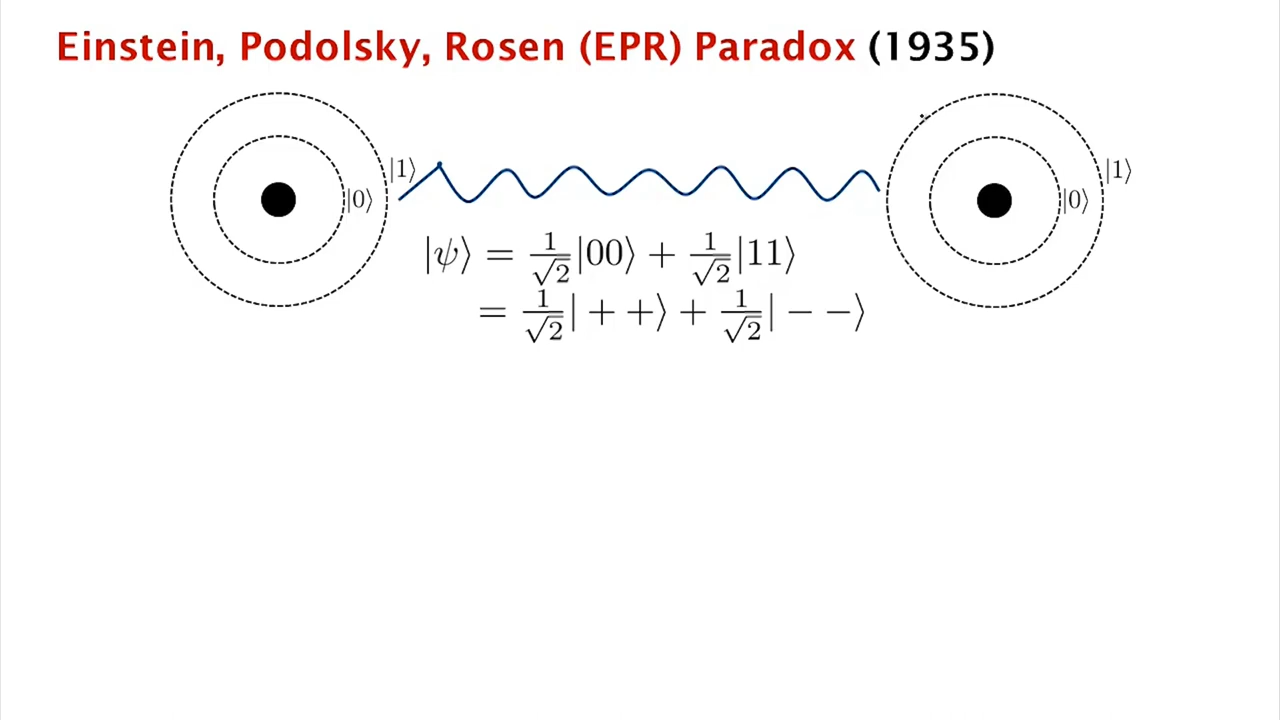 Einstein, Podolsky, Rosen (EPR) Paradox (1935)
|1⟩
|0⟩
|1⟩
|0⟩
|ψ⟩ = 1/√2|00⟩ + 1/√2|11⟩
= 1/√2|++⟩ + 1/√2|−−⟩